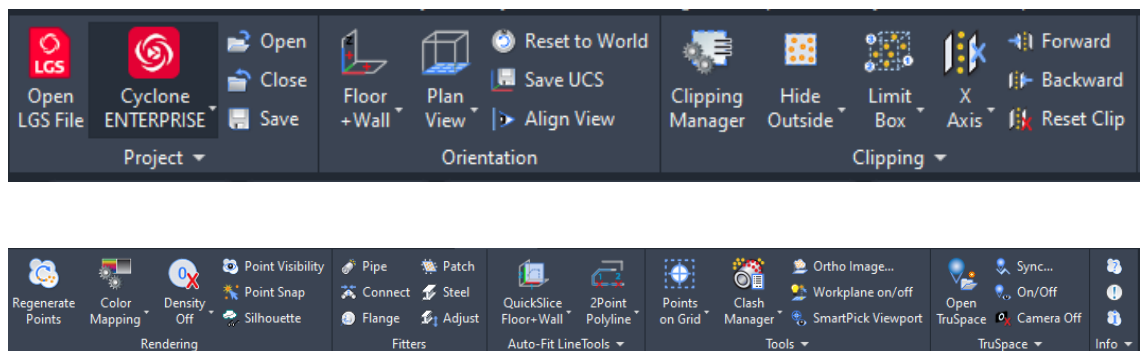 LGS
Open
LGS File
Cyclone
ENTERPRISE
Open
Close
Save
Project
Floor
+Wall
Plan
View
Reset to World
Save UCS
Align View
Orientation
Clipping
Manager
Hide
Outside
Limit
Box
X
Axis
Forward
Backward
Reset Clip
Clipping
Regenerate
Points
Color
Mapping
Density
Off
Point Visibility
Point Snap
Silhouette
Rendering
Pipe
Connect
Flange
Patch
Steel
Adjust
Fitters
QuickSlice
Floor+Wall
2Point
Polyline
Auto-Fit LineTools
Points
on Grid
Clash
Manager
Ortho Image...
Workplane on/off
SmartPick Viewport
Tools
Open
TruSpace
Sync...
On/Off
Camera Off
TruSpace
Info